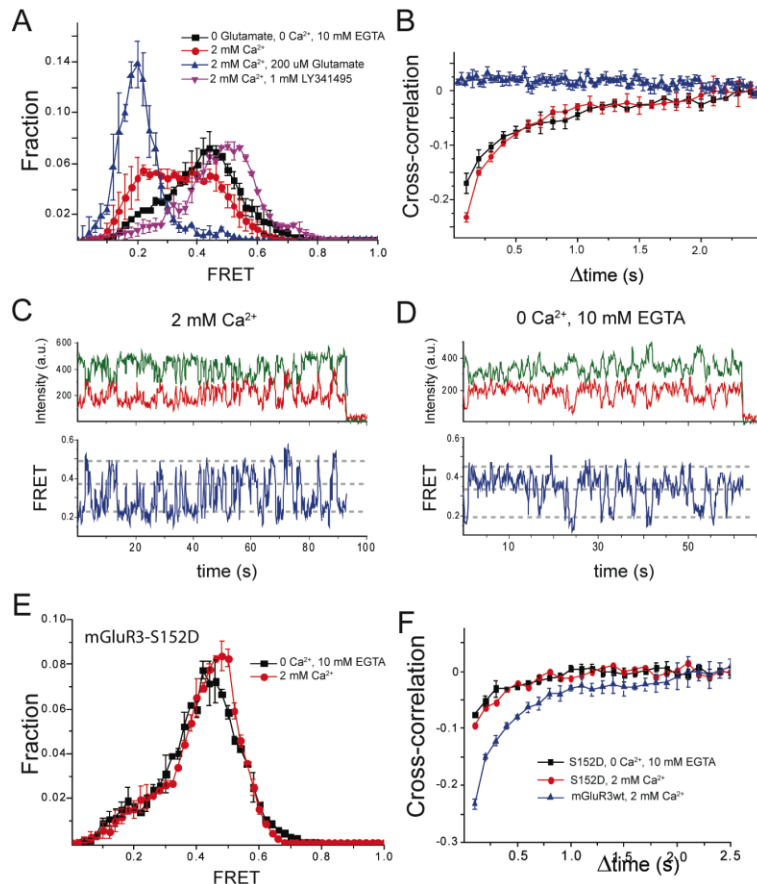 A
0 Glutamate, 0 Ca²⁺, 10 mM EGTA
2 mM Ca²⁺
2 mM Ca²⁺, 200 uM Glutamate
2 mM Ca²⁺, 1 mM LY341495
Fraction
0.14
0.10
0.06
0.02
0.2 0.4 0.6 0.8 1.0
FRET
B
Cross-correlation
0
-0.1
-0.2
0.5 1.0 1.5 2.0
Δtime (s)
C
2 mM Ca²⁺
Intensity (a.u.)
600
400
200
FRET
0.6
0.4
0.2
0 20 40 60 80 100
time (s)
D
0 Ca²⁺, 10 mM EGTA
Intensity (a.u.)
400
200
FRET
0.6
0.4
0.2
10 30 50
time (s)
E
mGluR3-S152D
0 Ca²⁺, 10 mM EGTA
2 mM Ca²⁺
Fraction
0.10
0.08
0.06
0.04
0.02
0.2 0.4 0.6 0.8 1.0
FRET
F
Cross-correlation
0
-0.1
-0.2
-0.3
S152D, 0 Ca²⁺, 10 mM EGTA
S152D, 2 mM Ca²⁺
mGluR3wt, 2 mM Ca²⁺
0.5 1.0 1.5 2.0 2.5
Δtime (s)